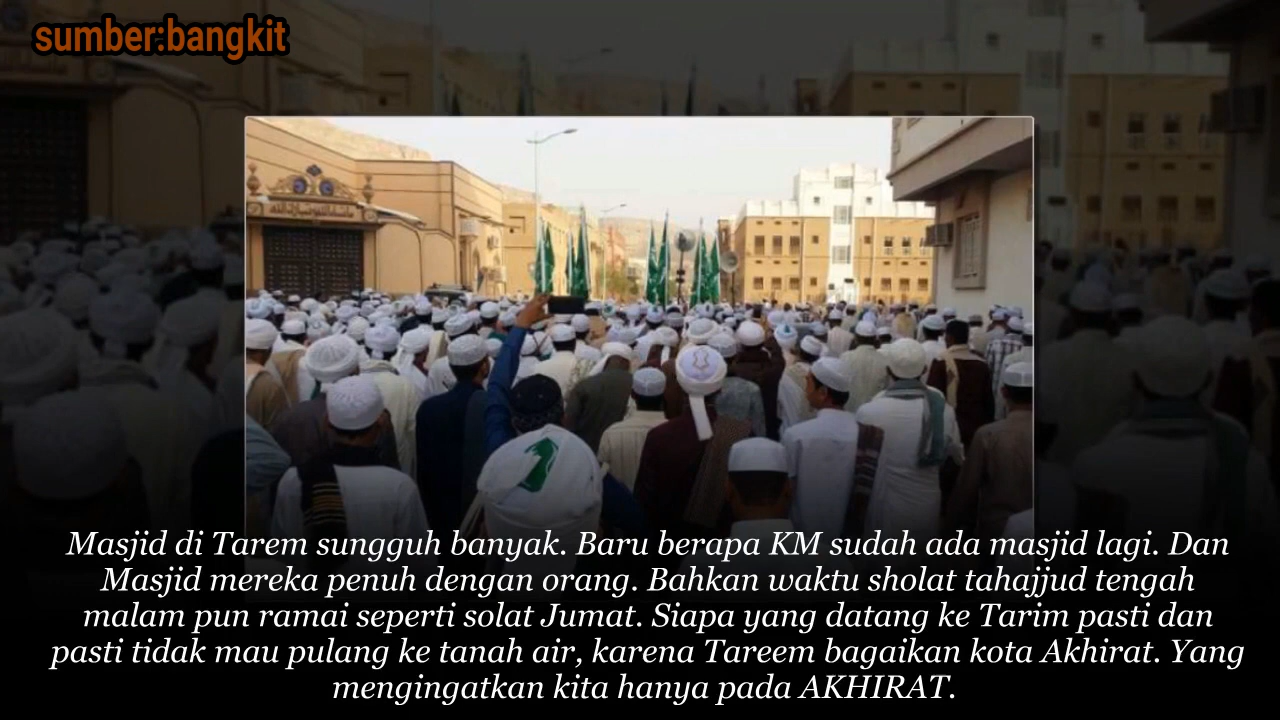 sumber:bangkit
Masjid di Tarem sungguh banyak. Baru berapa KM sudah ada masjid lagi. Dan
Masjid mereka penuh dengan orang. Bahkan waktu sholat tahajjud tengah
malam pun ramai seperti solat Jumat. Siapa yang datang ke Tarim pasti dan
pasti tidak mau pulang ke tanah air, karena Tareem bagaikan kota Akhirat. Yang
mengingatkan kita hanya pada AKHIRAT.